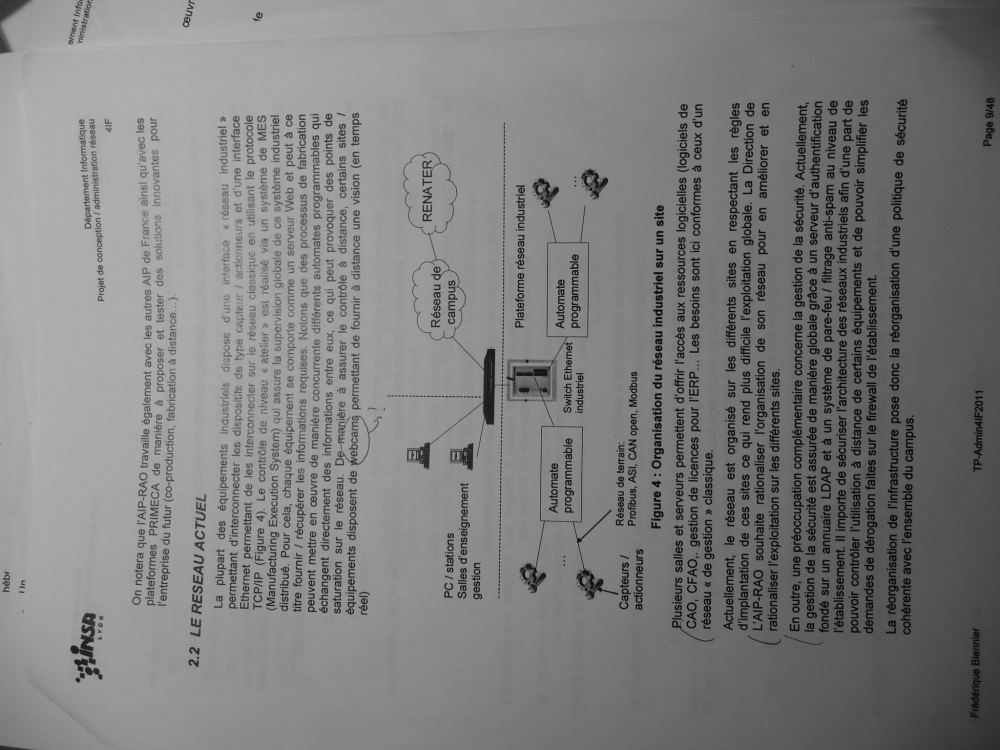 INSA
LYON
Département Informatique
Projet de conception / administration réseau
4IF
On notera que l'AIP-RAO travaille également avec les autres AIP de France ainsi qu'avec les
plateformes PRIMECA de manière à proposer et tester des solutions innovantes pour
l'entreprise du futur (co-production, fabrication à distance...).
2.2 LE RESEAU ACTUEL
La plupart des équipements industriels dispose d'une interface « réseau industriel »
permettant d'interconnecter les dispositifs de type capteur / actionneurs et d'une interface
Ethernet permettant de les interconnecter sur le réseau classique en utilisant le protocole
TCP/IP (Figure 4). Le contrôle de niveau « atelier » est réalisé via un système de MES
(Manufacturing Execution System) qui assure la supervision globale de ce système industriel
distribué. Pour cela, chaque équipement se comporte comme un serveur Web et peut à ce
titre fournir / récupérer les informations requises. Notons que des processus de fabrication
peuvent mettre en œuvre de manière concurrente différents automates programmables qui
échangent directement des informations entre eux, ce qui peut provoquer des points de
saturation sur le réseau. De manière à assurer le contrôle à distance, certains sites /
équipements disposent de webcams permettant de fournir à distance une vision (en temps
réel)
?
Réseau de
campus
RENATER
PC / stations
Salles d'enseignement
gestion
Plateforme réseau industriel
Automate
programmable
Switch Ethernet
industriel
Automate
programmable
...
...
Capteurs /
actionneurs
Réseau de terrain:
Profibus, ASI, CAN open, Modbus
Figure 4 : Organisation du réseau industriel sur un site
Plusieurs salles et serveurs permettent d'offrir l'accès aux ressources logicielles (logiciels de
CAO, CFAO,. gestion de licences pour l'ERP... Les besoins sont ici conformes à ceux d'un
réseau « de gestion » classique.
Actuellement, le réseau est organisé sur les différents sites en respectant les règles
d'implantation de ces sites ce qui rend plus difficile l'exploitation globale. La Direction de
L'AIP-RAO souhaite rationaliser l'organisation de son réseau pour en améliorer et en
rationaliser l'exploitation sur les différents sites.
En outre, une préoccupation complémentaire concerne la gestion de la sécurité. Actuellement,
la gestion de la sécurité est assurée de manière globale grâce à un serveur d'authentification
fondé sur un annuaire LDAP et à un système de pare-feu / filtrage anti-spam au niveau de
l'établissement. Il importe de sécuriser l'architecture des réseaux industriels afin d'une part de
pouvoir contrôler l'utilisation à distance de certains équipements et de pouvoir simplifier les
demandes de dérogation faites sur le firewall de l'établissement.
La réorganisation de l'infrastructure pose donc la réorganisation d'une politique de sécurité
cohérente avec l'ensemble du campus.
Frédérique Biennier
TP-Admin4IF2011
Page 9/48